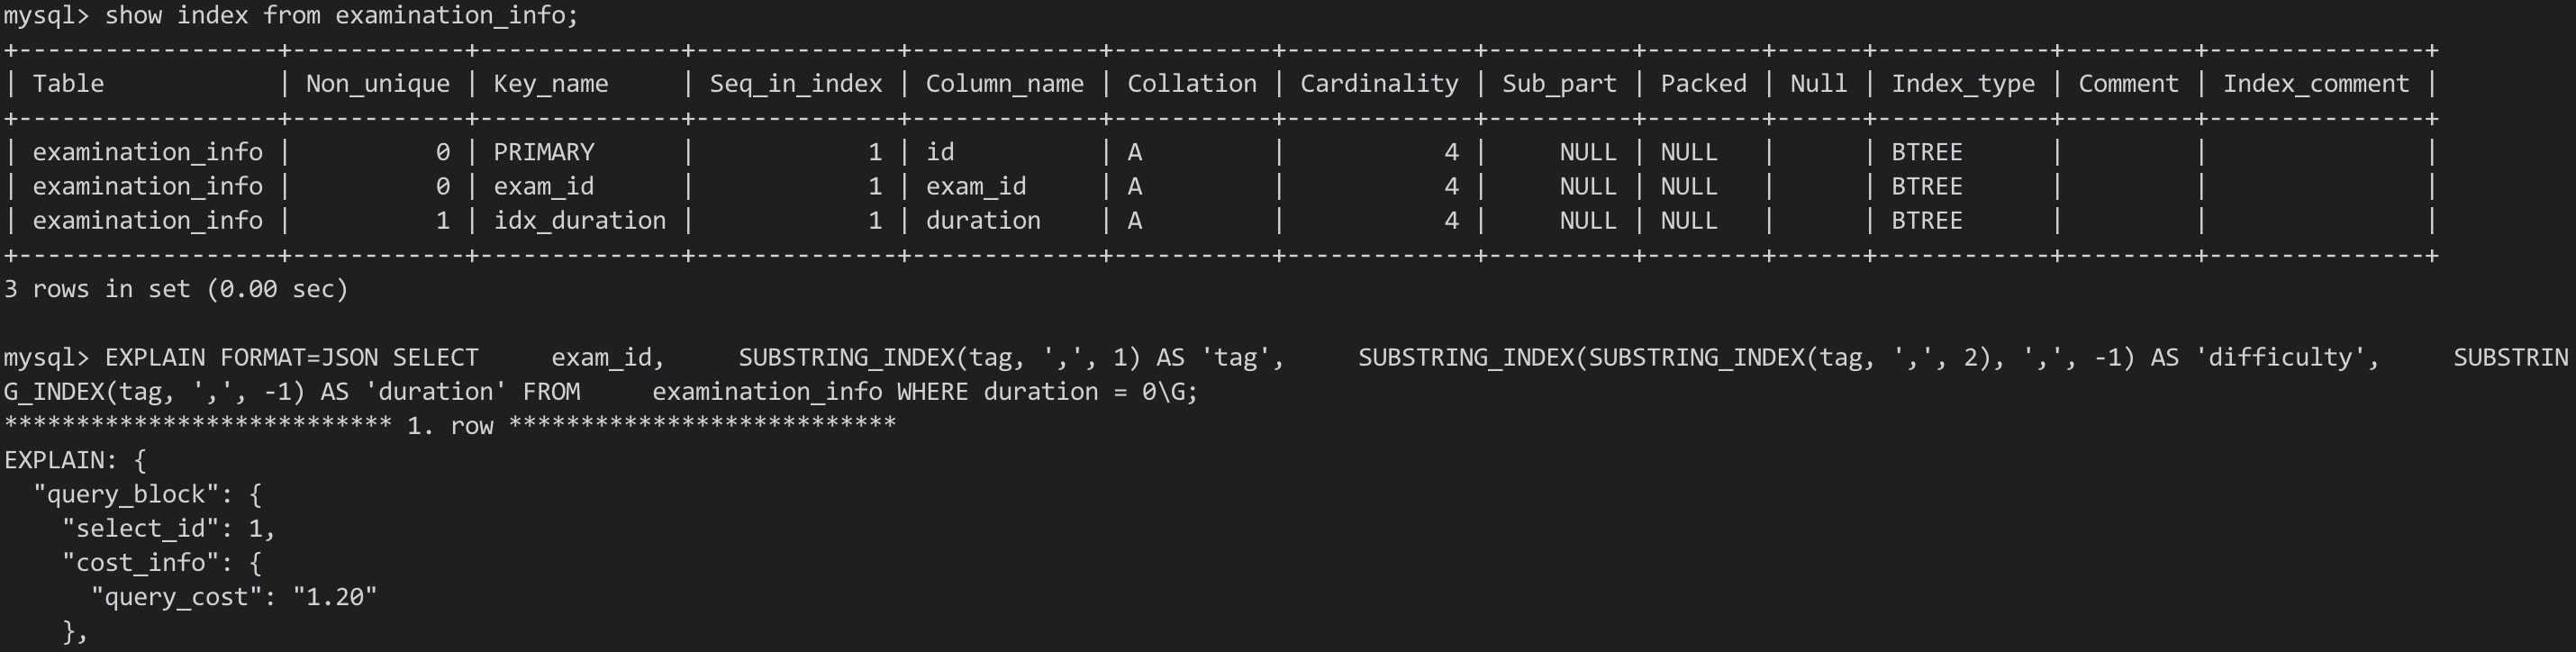 mysql> show index from examination_info;
+------------------+------------+--------------+--------------+-------------+-----------+-------------+----------+--------+------+------------+---------+---------------+
| Table            | Non_unique | Key_name     | Seq_in_index | Column_name | Collation | Cardinality | Sub_part | Packed | Null | Index_type | Comment | Index_comment |
+------------------+------------+--------------+--------------+-------------+-----------+-------------+----------+--------+------+------------+---------+---------------+
| examination_info |          0 | PRIMARY      |            1 | id          | A         |           4 |     NULL | NULL   |      | BTREE      |         |               |
| examination_info |          0 | exam_id      |            1 | exam_id     | A         |           4 |     NULL | NULL   |      | BTREE      |         |               |
| examination_info |          1 | idx_duration |            1 | duration    | A         |           4 |     NULL | NULL   |      | BTREE      |         |               |
+------------------+------------+--------------+--------------+-------------+-----------+-------------+----------+--------+------+------------+---------+---------------+
3 rows in set (0.00 sec)

mysql> EXPLAIN FORMAT=JSON SELECT     exam_id,     SUBSTRING_INDEX(tag, ',', 1) AS 'tag',     SUBSTRING_INDEX(SUBSTRING_INDEX(tag, ',', 2), ',', -1) AS 'difficulty',     SUBSTRIN
G_INDEX(tag, ',', -1) AS 'duration' FROM     examination_info WHERE duration = 0\G;
*************************** 1. row ***************************
EXPLAIN: {
  "query_block": {
    "select_id": 1,
    "cost_info": {
      "query_cost": "1.20"
    },